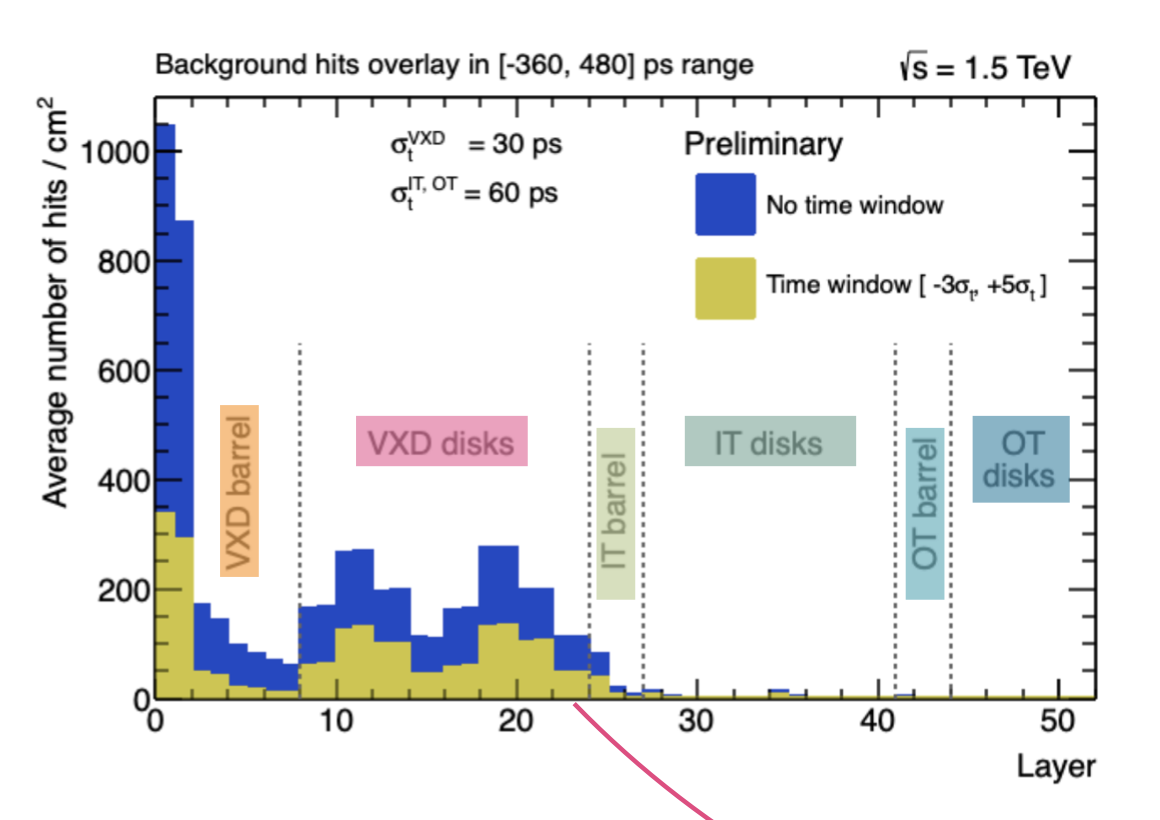 Background hits overlay in [-360, 480] ps range
√s = 1.5 TeV
Average number of hits / cm²
1000
800
600
400
200
0
σ_t^VXD = 30 ps
σ_t^IT, OT = 60 ps
Preliminary
No time window
Time window [ -3σ_t, +5σ_t ]
VXD barrel
VXD disks
IT barrel
IT disks
OT barrel
OT
disks
0 10 20 30 40 50
Layer